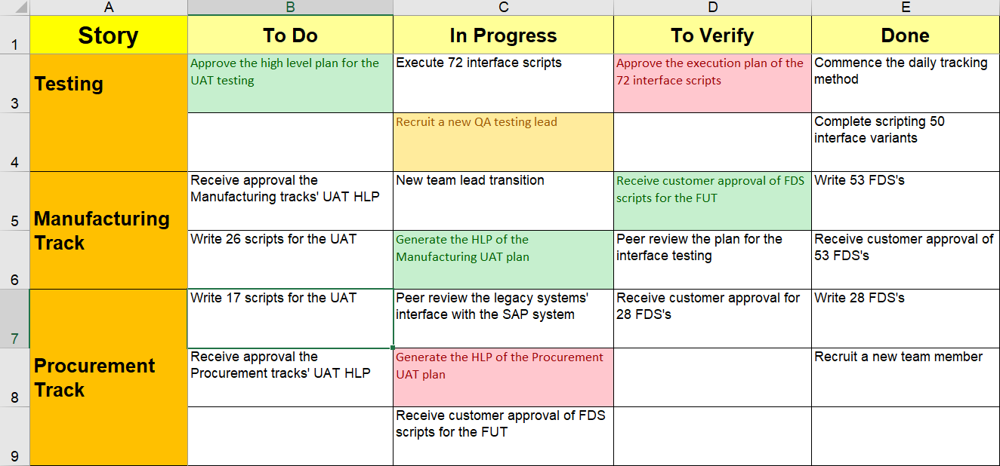 A B C D E
1 Story To Do In Progress To Verify Done
3 Testing
Approve the high level plan for the
UAT testing
Execute 72 interface scripts
Approve the execution plan of the
72 interface scripts
Commence the daily tracking
method
4
Recruit a new QA testing lead
Complete scripting 50
interface variants
5 Manufacturing
Track
Receive approval the
Manufacturing tracks' UAT HLP
New team lead transition
Receive customer approval of FDS
scripts for the FUT
Write 53 FDS's
6
Write 26 scripts for the UAT
Generate the HLP of the
Manufacturing UAT plan
Peer review the plan for the
interface testing
Receive customer approval of
53 FDS's
7
Write 17 scripts for the UAT
Peer review the legacy systems'
interface with the SAP system
Receive customer approval for
28 FDS's
Write 28 FDS's
8 Procurement
Track
Receive approval the
Procurement tracks' UAT HLP
Generate the HLP of the Procurement
UAT plan
Recruit a new team member
9
Receive customer approval of FDS
scripts for the FUT